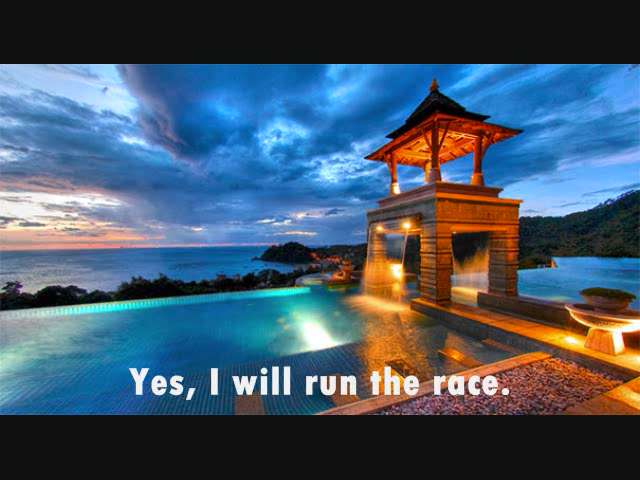 Yes, I will run the race.